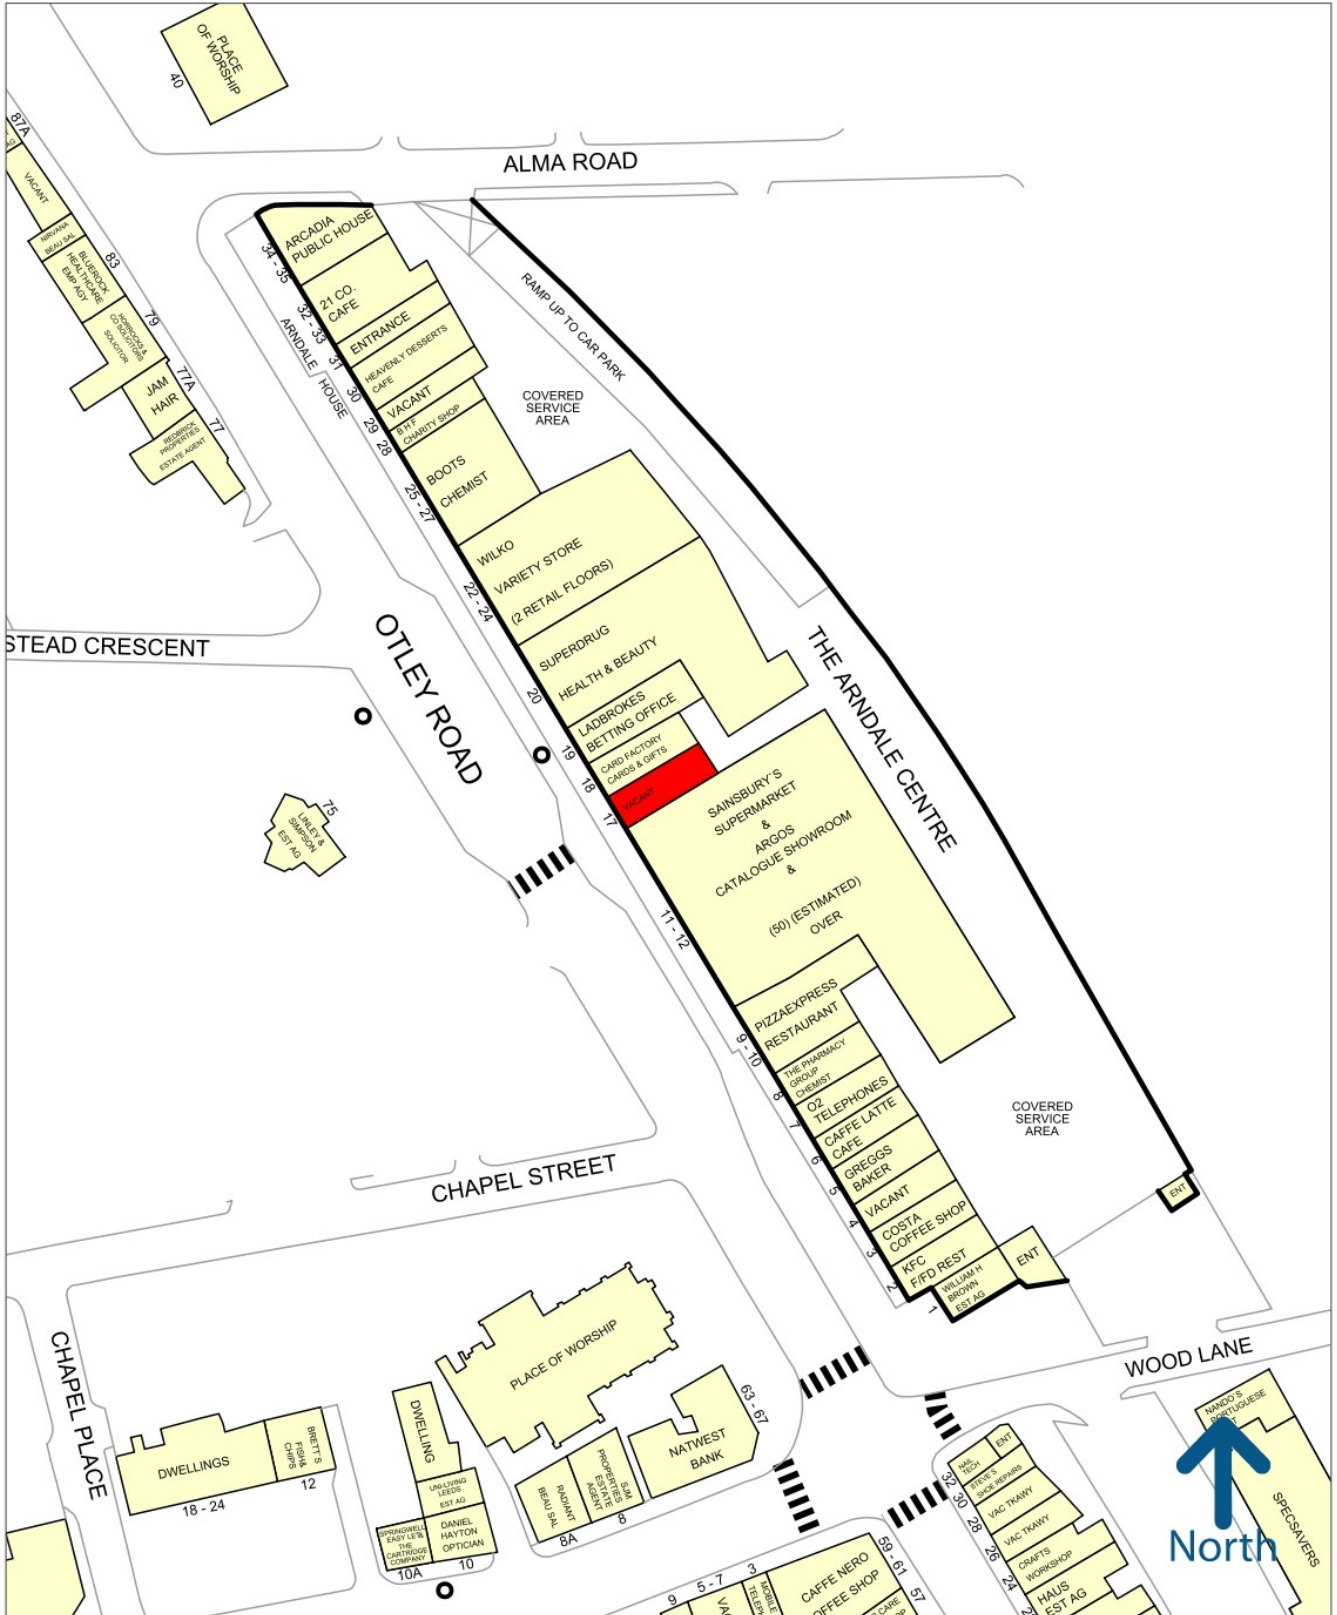 PLACE
OF WORSHIP
40
87A
VACANT
NIRVANA
BEAU SAL
83
BLUEROCK
HEALTHCARE
EMP AGY
79
HORROCKS &
CO SOLICITORS
SOLICITOR
77A
JAM
HAIR
77
REDBRICK
PROPERTIES
ESTATE AGENT
ALMA ROAD
ARCADIA
PUBLIC HOUSE
34 - 35
21 CO.
CAFE
32 - 33
ENTRANCE
31
HEAVENLY DESSERTS
CAFE
30
VACANT
29
B H F
CHARITY SHOP
28
ARNDALE
HOUSE
BOOTS
CHEMIST
25 - 27
RAMP UP TO CAR PARK
COVERED
SERVICE
AREA
WILKO
VARIETY STORE
(2 RETAIL FLOORS)
22 - 24
SUPERDRUG
HEALTH & BEAUTY
20
LADBROKES
BETTING OFFICE
19
CARD FACTORY
CARDS & GIFTS
18
VACANT
17
STEAD CRESCENT
OTLEY ROAD
THE ARNDALE CENTRE
75
LINLEY &
SIMPSON
EST AG
SAINSBURY'S
SUPERMARKET
&
ARGOS
CATALOGUE SHOWROOM
&
(50) (ESTIMATED)
OVER
11 - 12
PIZZAEXPRESS
RESTAURANT
9 - 10
THE PHARMACY
GROUP
CHEMIST
8
O2
TELEPHONES
7
CAFFE LATTE
CAFE
6
GREGGS
BAKER
5
VACANT
4
COSTA
COFFEE SHOP
3
KFC
F/FD REST
2
WILLIAM H
BROWN
EST AG
1
ENT
COVERED
SERVICE
AREA
ENT
CHAPEL STREET
CHAPEL PLACE
WOOD LANE
PLACE OF WORSHIP
63 - 67
NATWEST
BANK
DWELLINGS
18 - 24
BRETT'S
FISH&
CHIPS
12
DWELLING
UNI-LIVING
LEEDS
EST AG
SPRINGWELL
EASY LET&
THE
CARTRIDGE
COMPANY
10A
DANIEL
HAYTON
OPTICIAN
10
RADIANT
BEAU SAL
8A
SJM
PROPERTIES
ESTATE
AGENT
8
9
5 - 7
3
MOBILE
CAFFE NERO
59 - 61
57
NAIL
TECH
ENT
32
STEVE'S
SHOE REPAIRS
30
VAC TKAWY
28
VAC TKAWY
26
CRAFTS
WORKSHOP
24
HAUS
EST AG
NANDO'S
PORTUGUESE
SPECSAVERS
North